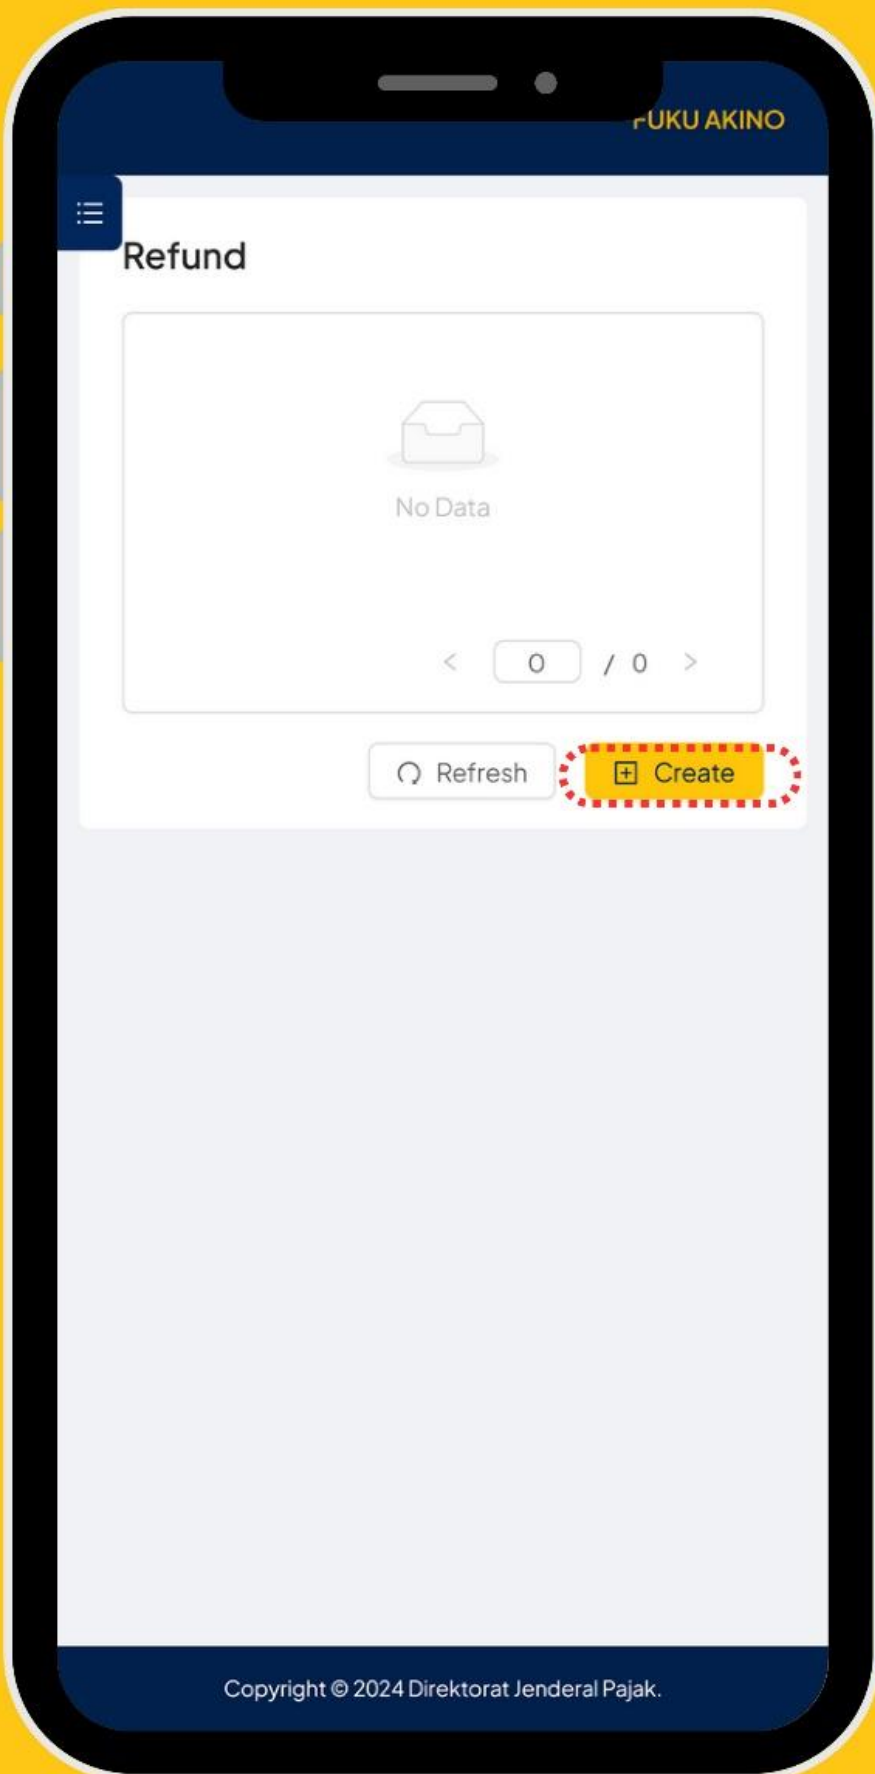 FUKU AKINO
Refund
No Data
< 0 / 0 >
Refresh
Create
Copyright © 2024 Direktorat Jenderal Pajak.